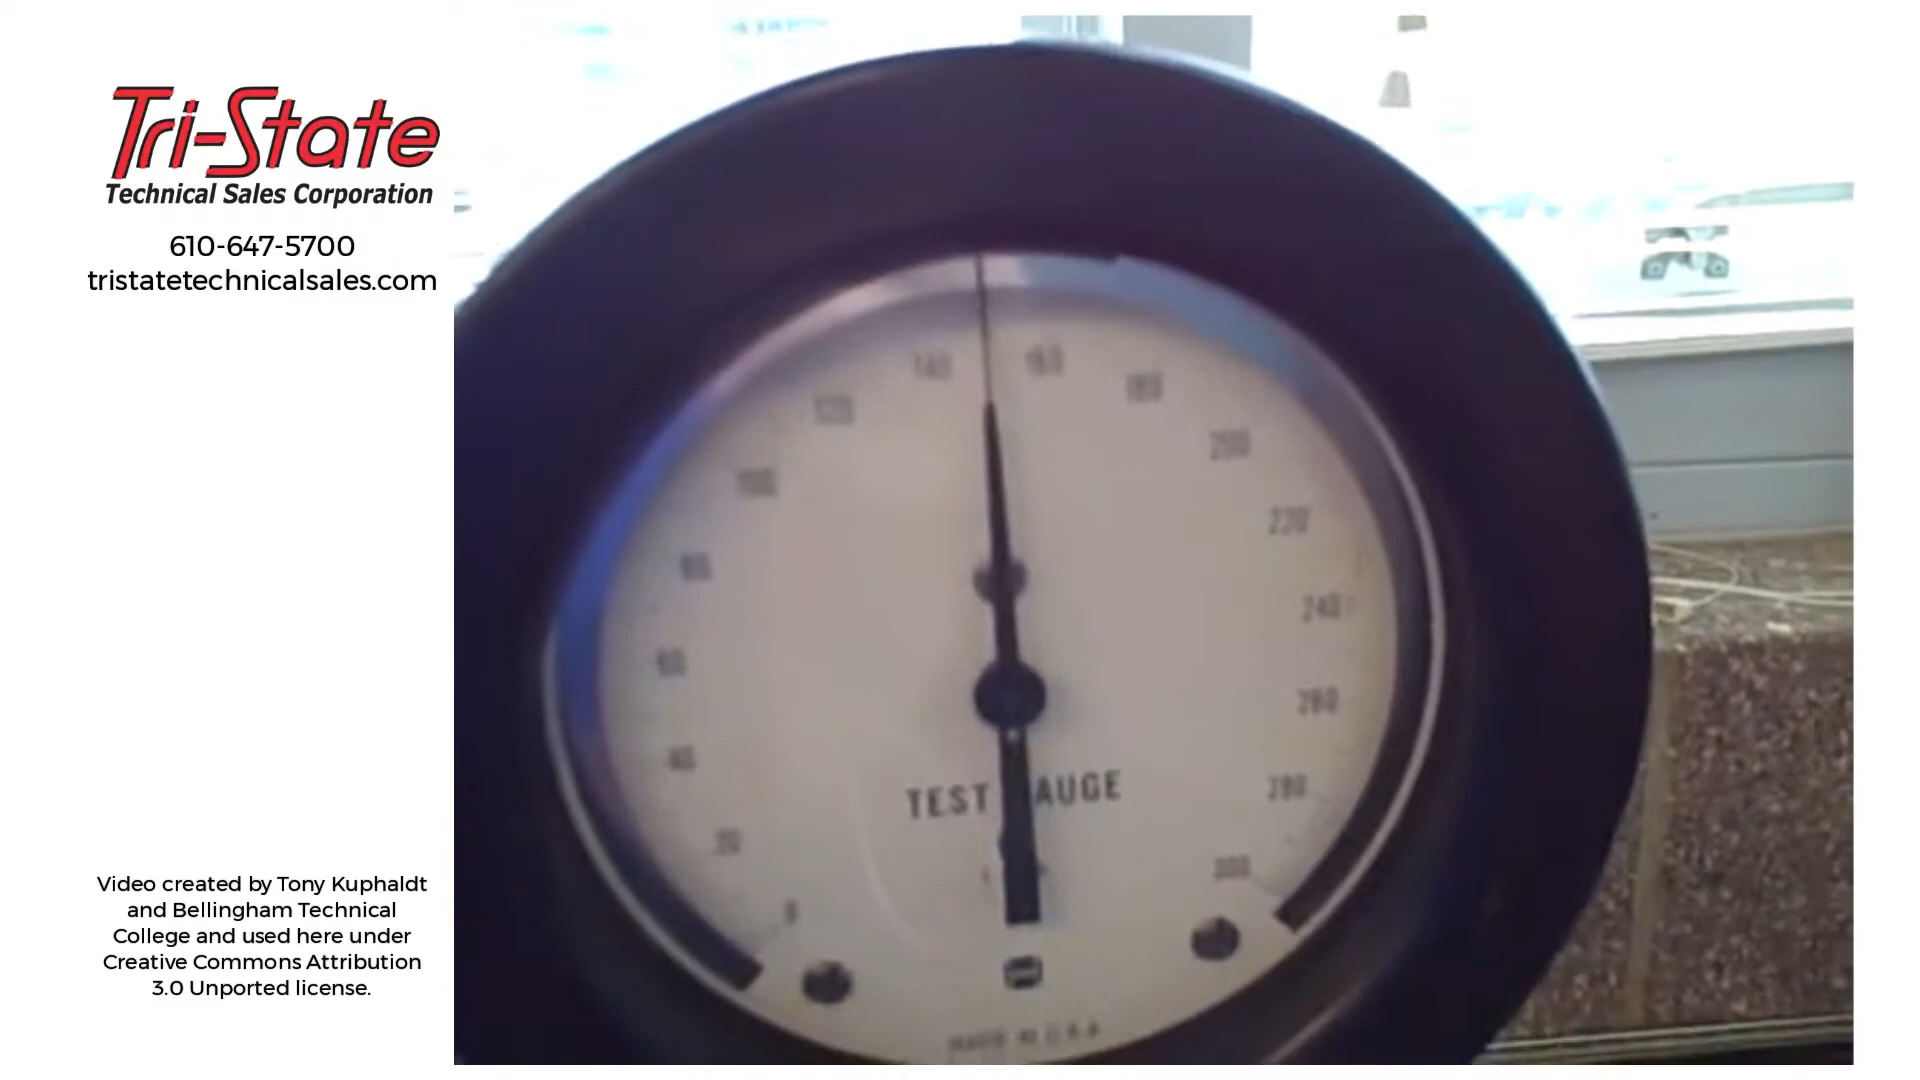 Tri-State
Technical Sales Corporation
610-647-5700
tristatetechnicalsales.com
Video created by Tony Kuphaldt
and Bellingham Technical
College and used here under
Creative Commons Attribution
3.0 Unported license.
140
160
120
180
100
200
80
220
60
240
40
260
20
280
0
300
TEST AUGE
MADE IN U.S.A